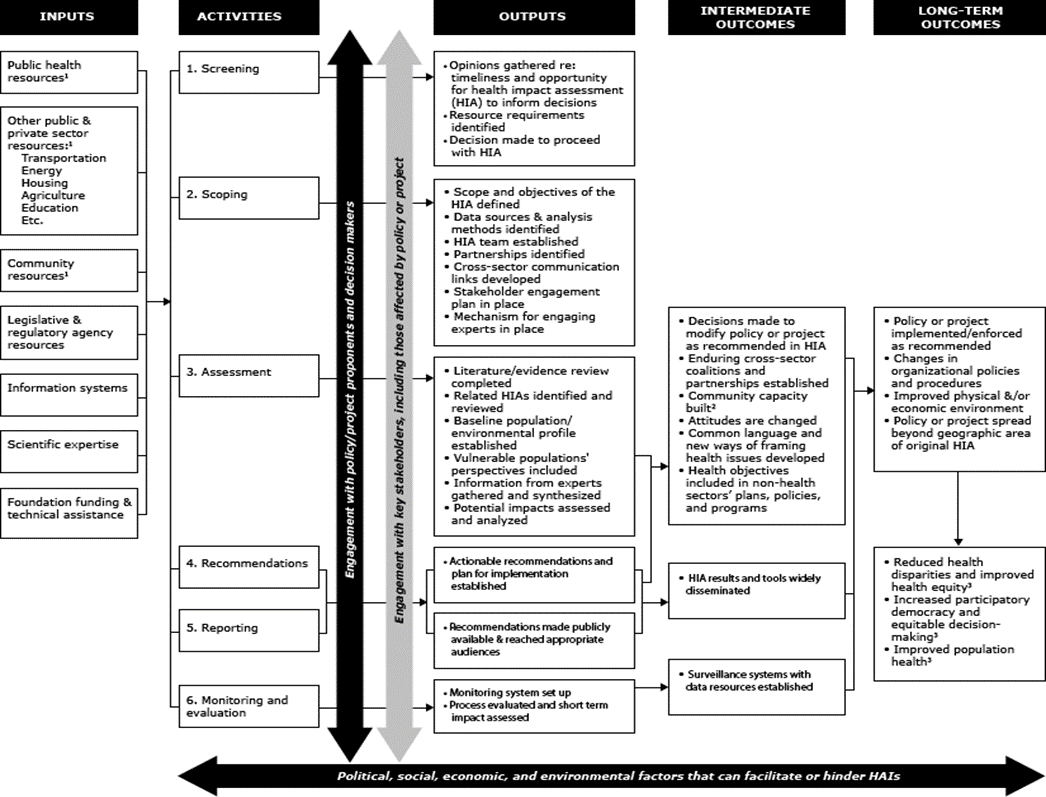 INPUTS
Public health
resources¹
Other public &
private sector
resources:¹
Transportation
Energy
Housing
Agriculture
Education
Etc.
Community
resources¹
Legislative &
regulatory agency
resources
Information systems
Scientific expertise
Foundation funding &
technical assistance
ACTIVITIES
1. Screening
2. Scoping
3. Assessment
4. Recommendations
5. Reporting
6. Monitoring and
evaluation
Engagement with policy/project proponents and decision makers
Engagement with key stakeholders, including those affected by policy or project
OUTPUTS
• Opinions gathered re:
timeliness and opportunity
for health impact assessment
(HIA) to inform decisions
• Resource requirements
identified
• Decision made to proceed
with HIA
• Scope and objectives of the
HIA defined
• Data sources & analysis
methods identified
• HIA team established
• Partnerships identified
• Cross-sector communication
links developed
• Stakeholder engagement
plan in place
• Mechanism for engaging
experts in place
• Literature/evidence review
completed
• Related HIAs identified and
reviewed
• Baseline population/
environmental profile
established
• Vulnerable populations'
perspectives included
• Information from experts
gathered and synthesized
• Potential impacts assessed
and analyzed
• Actionable recommendations and
plan for implementation
established
• Recommendations made publicly
available & reached appropriate
audiences
• Monitoring system set up
• Process evaluated and short term
impact assessed
INTERMEDIATE
OUTCOMES
• Decisions made to
modify policy or project
as recommended in HIA
• Enduring cross-sector
coalitions and
partnerships established
• Community capacity
built²
• Attitudes are changed
• Common language and
new ways of framing
health issues developed
• Health objectives
included in non-health
sectors' plans, policies,
and programs
• HIA results and tools widely
disseminated
• Surveillance systems with
data resources established
LONG-TERM
OUTCOMES
• Policy or project
implemented/enforced
as recommended
• Changes in
organizational policies
and procedures
• Improved physical &/or
economic environment
• Policy or project spread
beyond geographic area
of original HIA
• Reduced health
disparities and improved
health equity³
• Increased participatory
democracy and
equitable decision-
making³
• Improved population
health³
Political, social, economic, and environmental factors that can facilitate or hinder HAIs